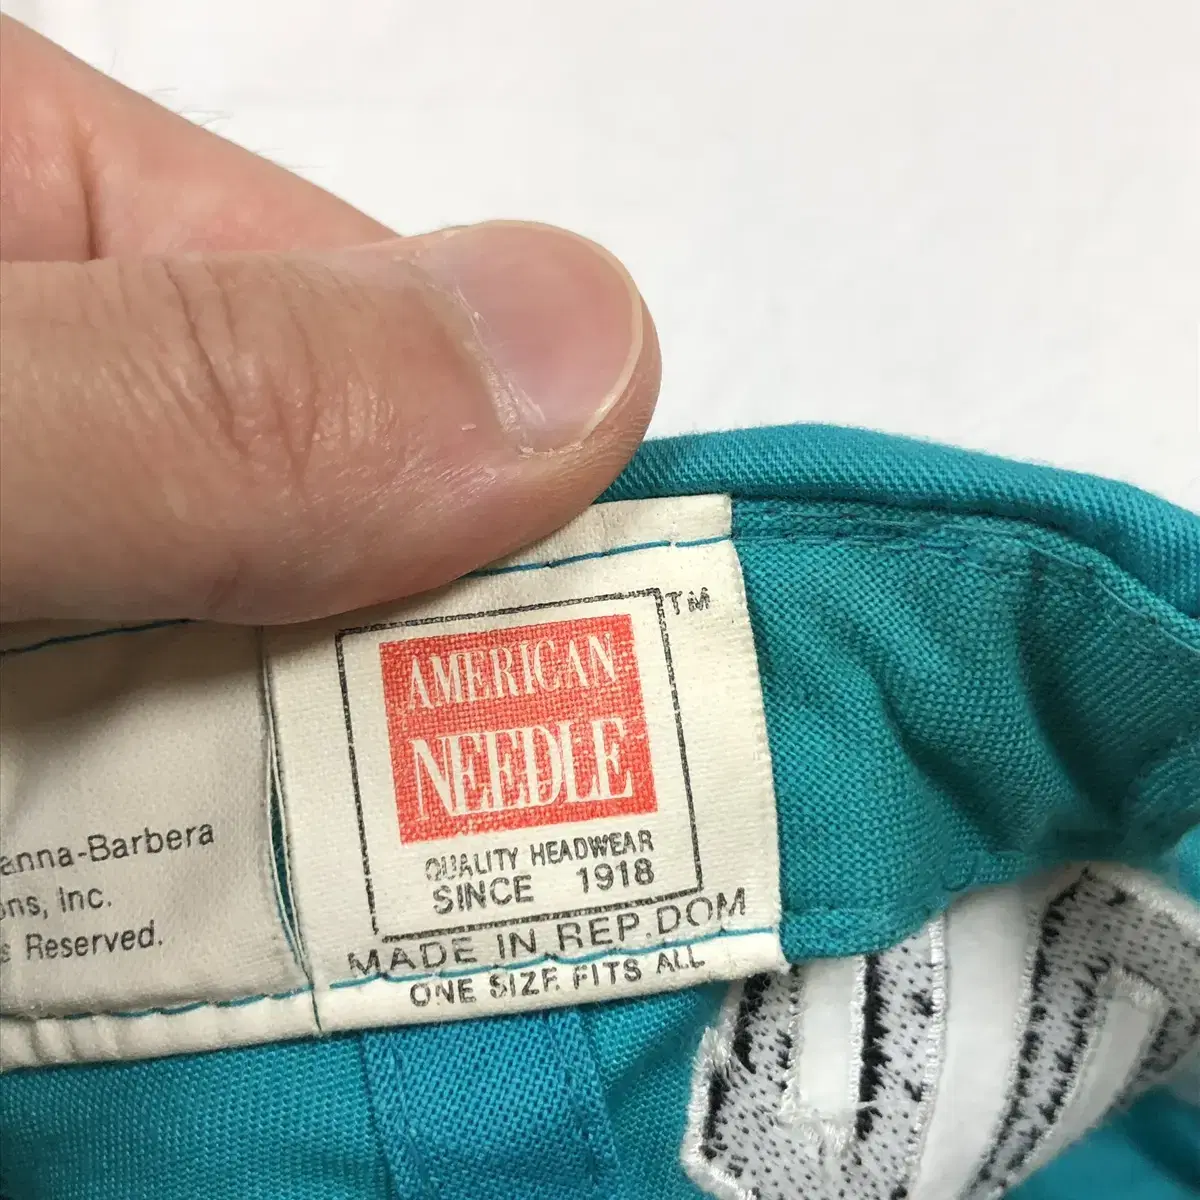 anna-Barbera
ons, Inc.
s Reserved.
TM
AMERICAN
NEEDLE
QUALITY HEADWEAR
SINCE 1918
MADE IN REP.DOM
ONE SIZE FITS ALL